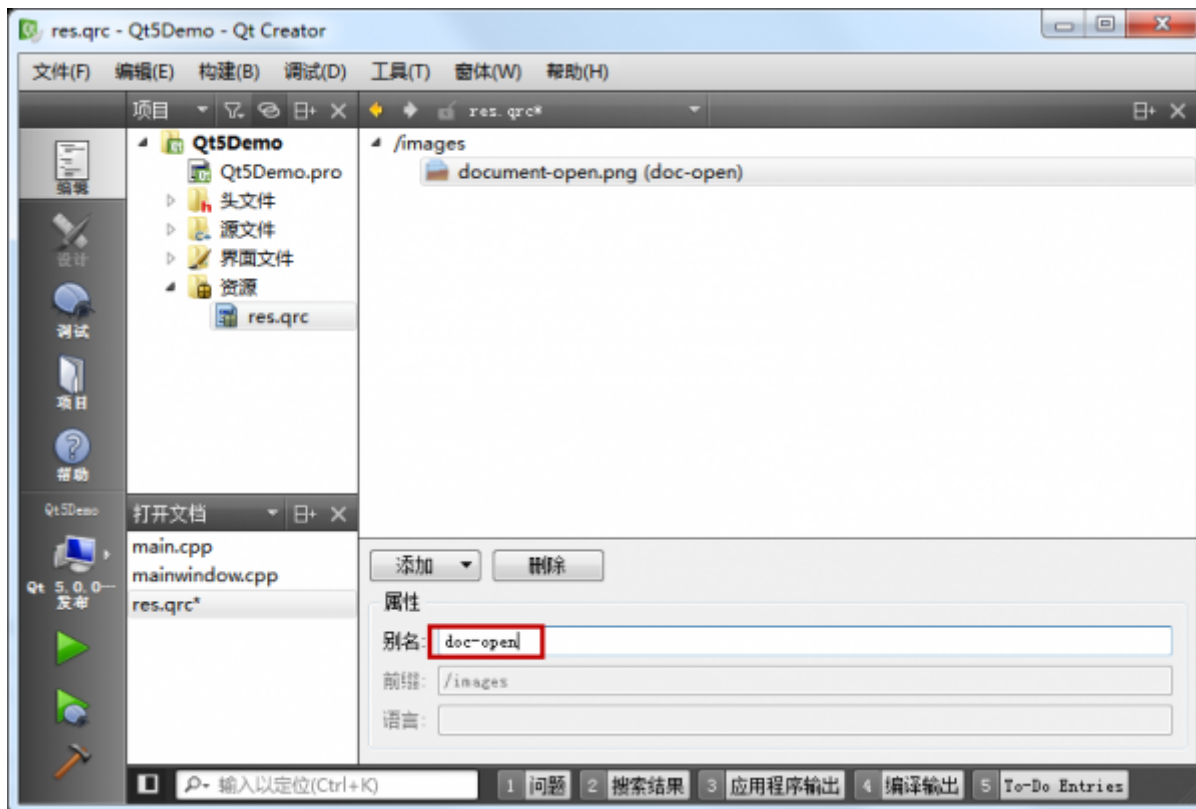 res.qrc - Qt5Demo - Qt Creator
文件(F) 编辑(E) 构建(B) 调试(D) 工具(T) 窗体(W) 帮助(H)
项目
res.qrc*
编辑
设计
调试
项目
帮助
Qt5Demo
Qt 5.0.0—
发布
Qt5Demo
Qt5Demo.pro
头文件
源文件
界面文件
资源
res.qrc
打开文档
main.cpp
mainwindow.cpp
res.qrc*
/images
document-open.png (doc-open)
添加 删除
属性
别名: doc-open
前缀: /images
语言:
输入以定位(Ctrl+K) 1 问题 2 搜索结果 3 应用程序输出 4 编译输出 5 To-Do Entries